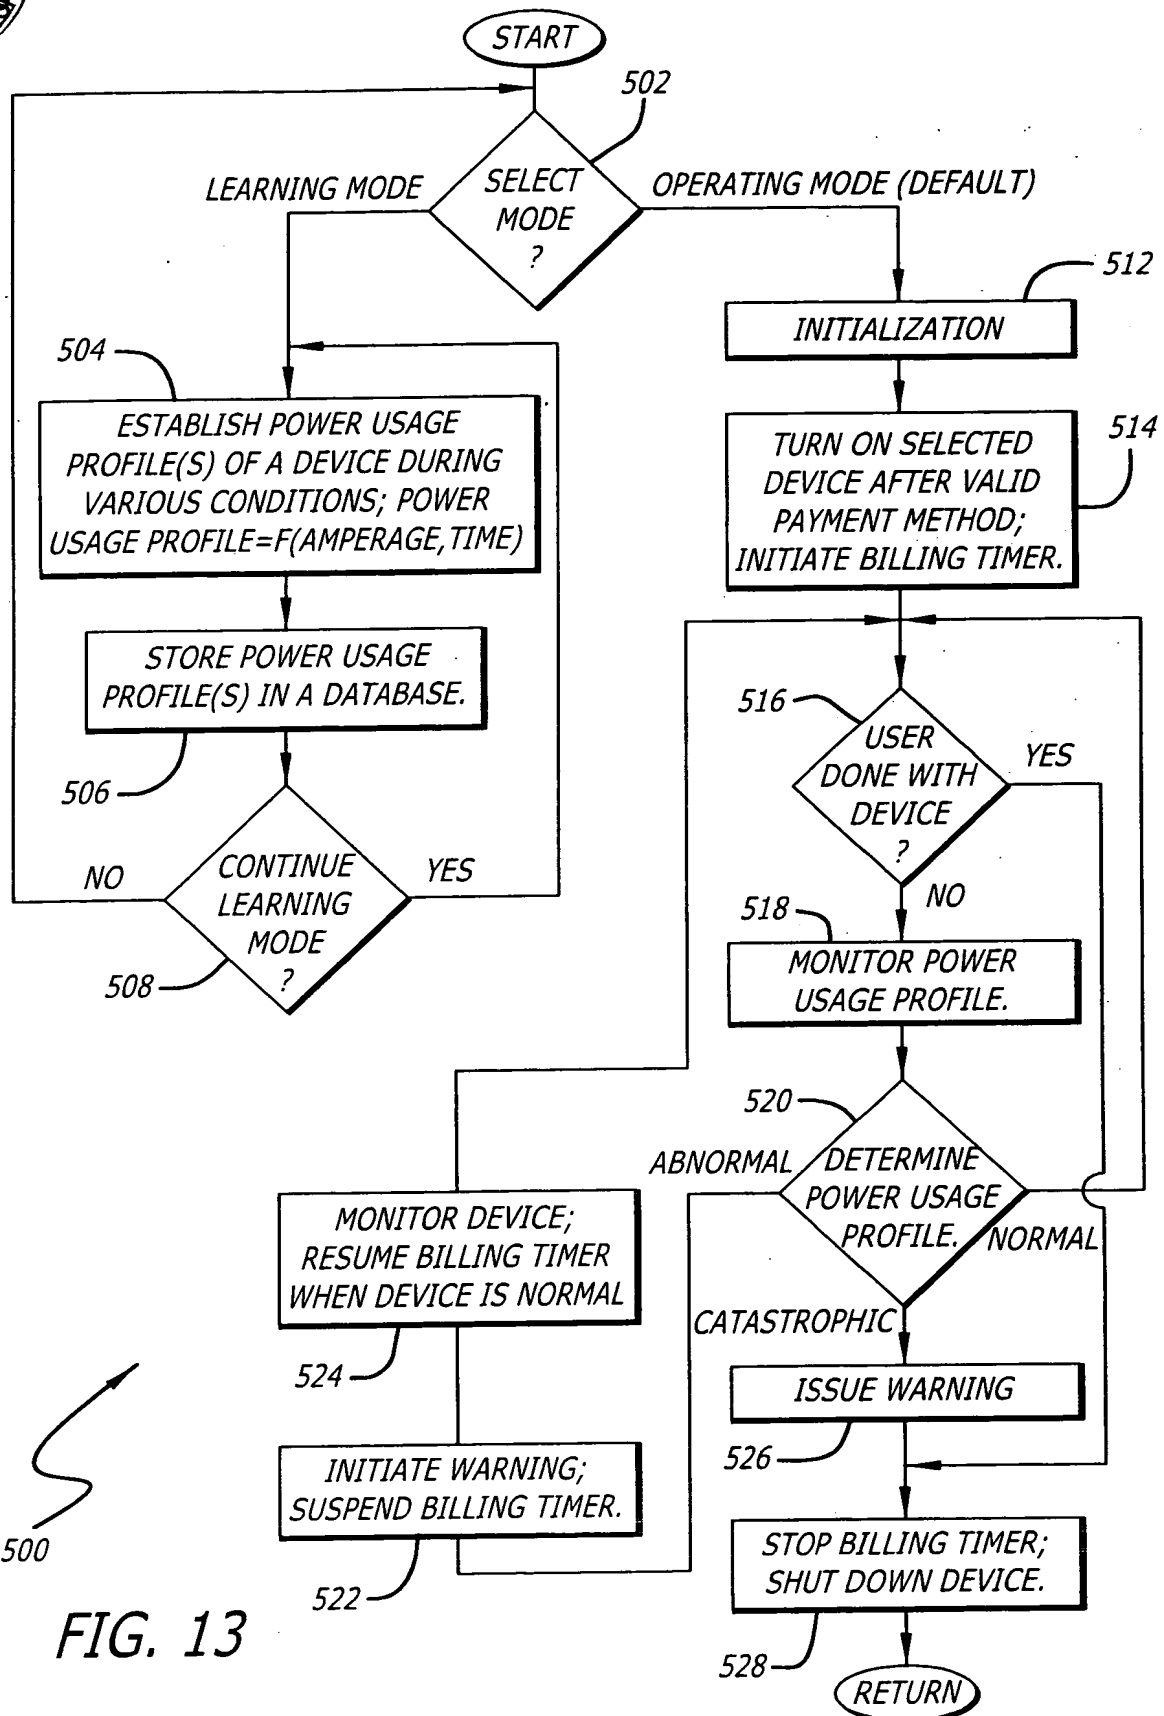 START
502
SELECT
MODE
?
LEARNING MODE
OPERATING MODE (DEFAULT)
512
INITIALIZATION
504
ESTABLISH POWER USAGE
PROFILE(S) OF A DEVICE DURING
VARIOUS CONDITIONS; POWER
USAGE PROFILE=F(AMPERAGE,TIME)
514
TURN ON SELECTED
DEVICE AFTER VALID
PAYMENT METHOD;
INITIATE BILLING TIMER.
STORE POWER USAGE
PROFILE(S) IN A DATABASE.
506
516
USER
DONE WITH
DEVICE
?
YES
NO
CONTINUE
LEARNING
MODE
?
NO
YES
508
518
MONITOR POWER
USAGE PROFILE.
520
DETERMINE
POWER USAGE
PROFILE.
ABNORMAL
NORMAL
CATASTROPHIC
MONITOR DEVICE;
RESUME BILLING TIMER
WHEN DEVICE IS NORMAL
524
ISSUE WARNING
526
INITIATE WARNING;
SUSPEND BILLING TIMER.
522
STOP BILLING TIMER;
SHUT DOWN DEVICE.
528
RETURN
500
FIG. 13